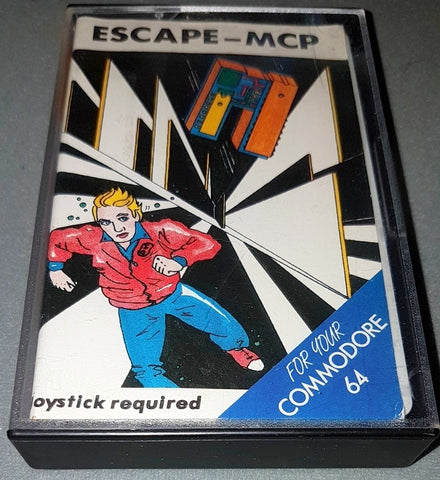 ESCAPE-MCP
FOR YOUR
COMMODORE
64
oystick required